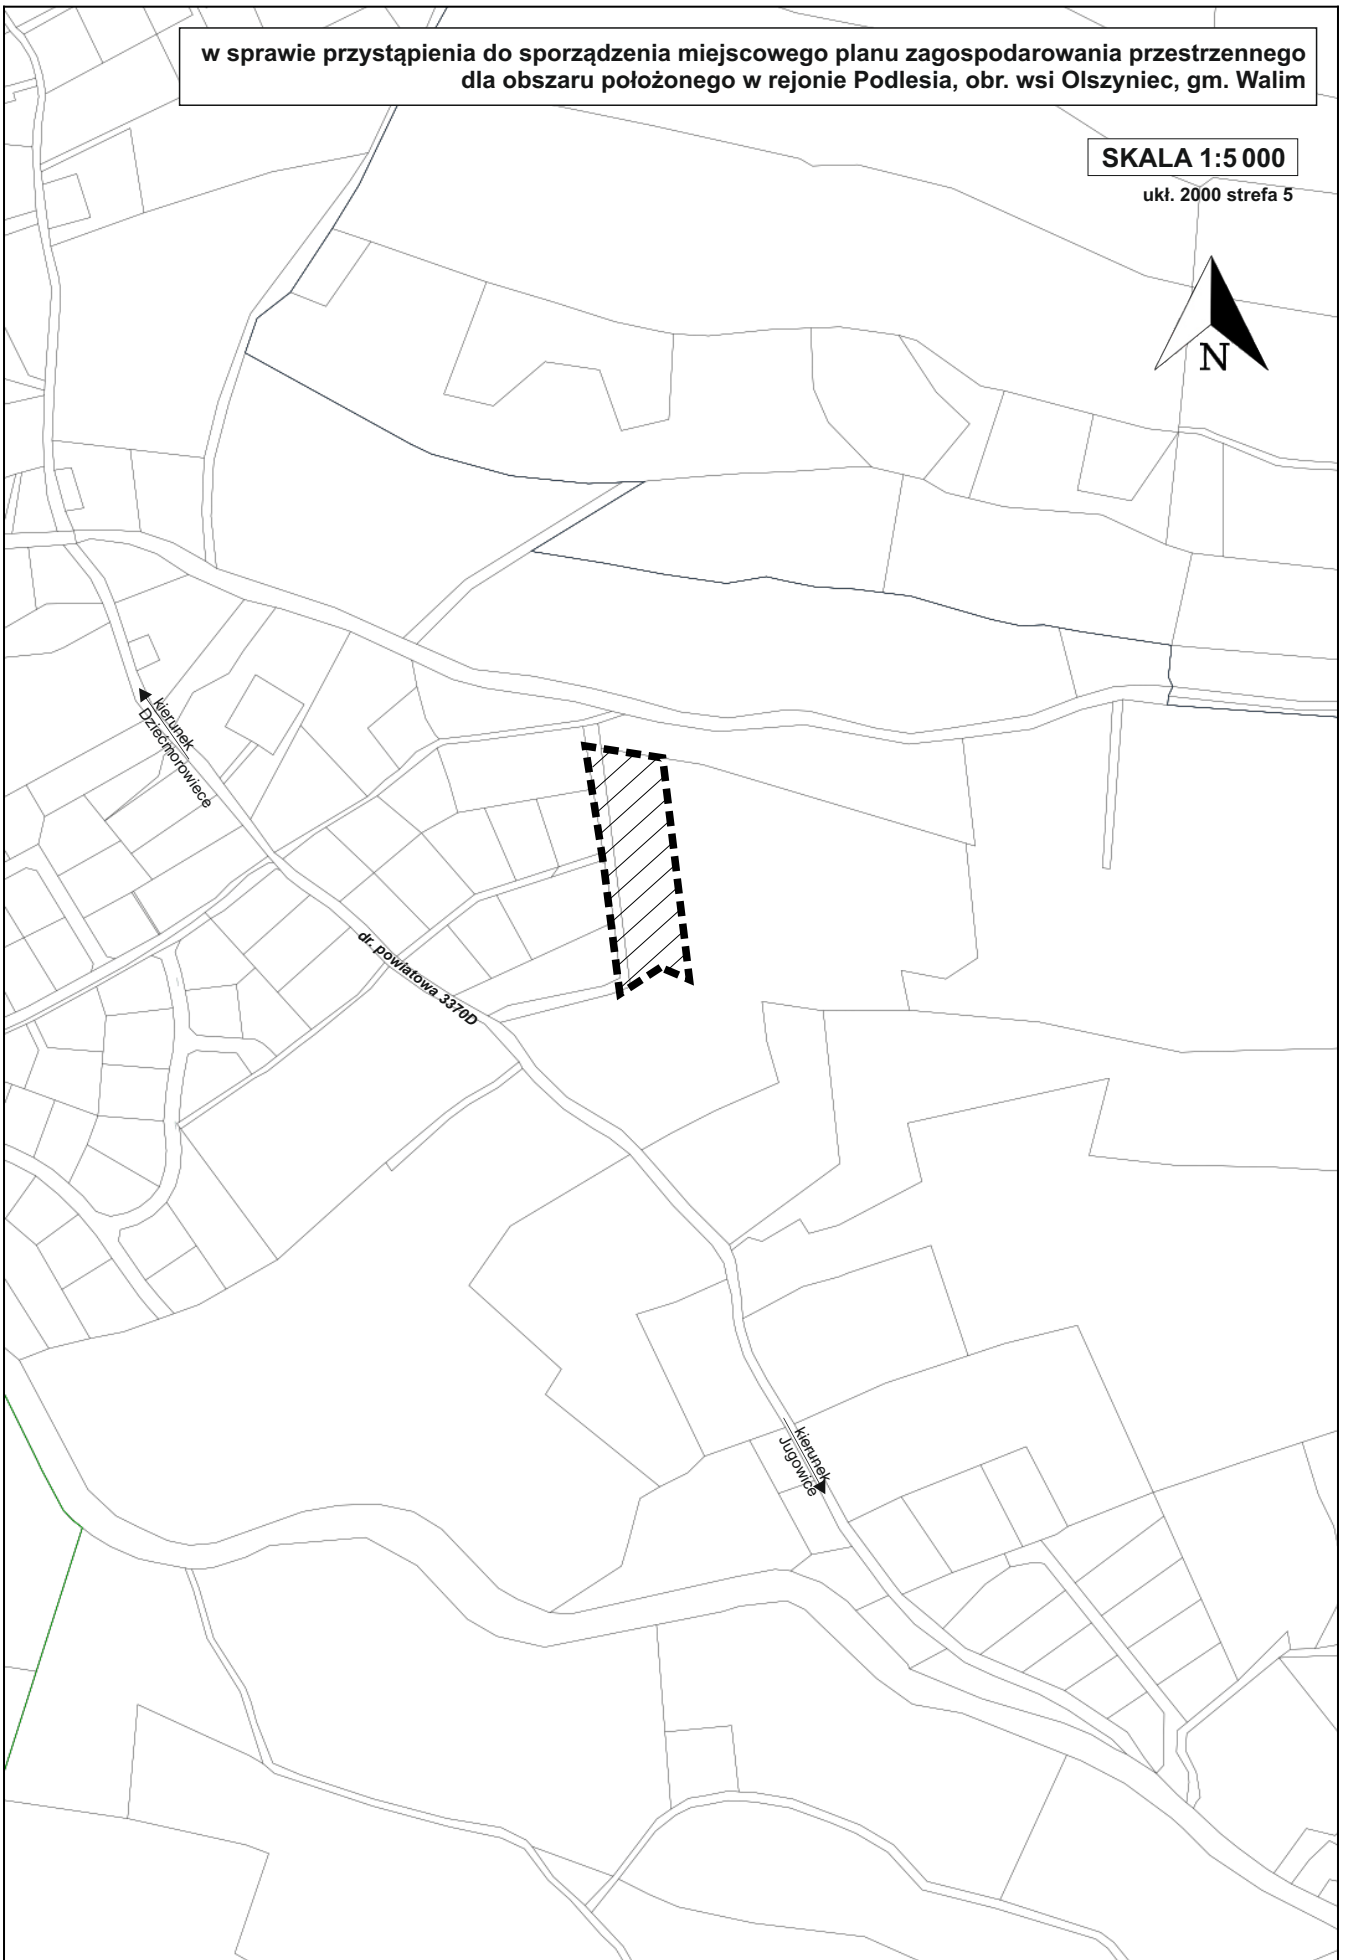 w sprawie przystąpienia do sporządzenia miejscowego planu zagospodarowania przestrzennego
dla obszaru położonego w rejonie Podlesia, obr. wsi Olszyniec, gm. Walim
SKALA 1:5 000
ukł. 2000 strefa 5
N
kierunek
Dziećmorowiece
dr. powiatowa 3370D
kierunek
Jugowice